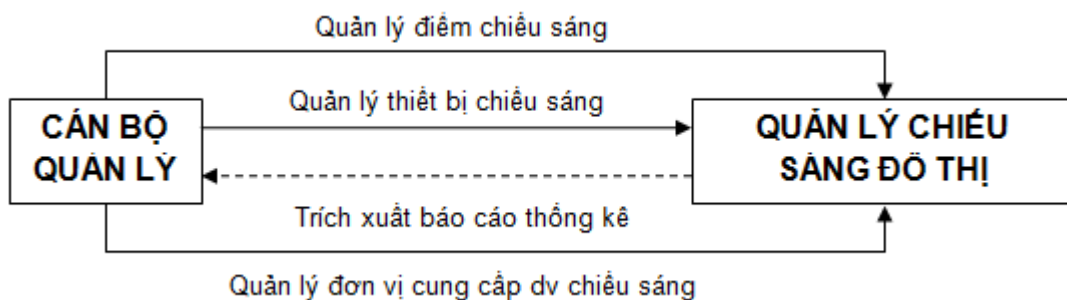 Quản lý điểm chiếu sáng
Quản lý thiết bị chiếu sáng
CÁN BỘ
QUẢN LÝ
QUẢN LÝ CHIẾU
SÁNG ĐÔ THỊ
Trích xuất báo cáo thống kê
Quản lý đơn vị cung cấp dv chiếu sáng